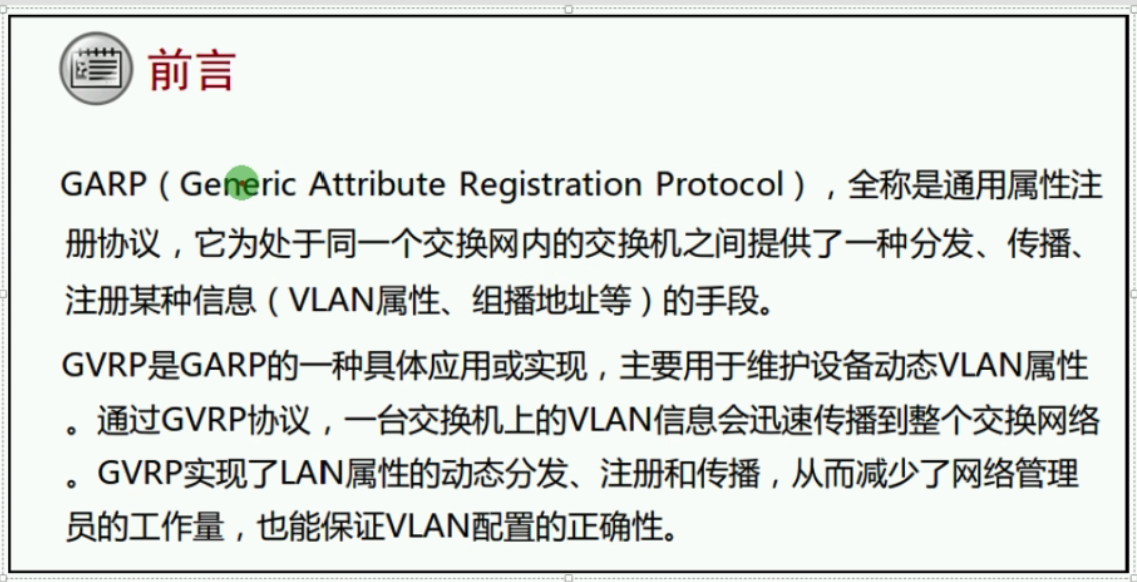 前言
GARP（Generic Attribute Registration Protocol），全称是通用属性注
册协议，它为处于同一个交换网内的交换机之间提供了一种分发、传播、
注册某种信息（VLAN属性、组播地址等）的手段。
GVRP是GARP的一种具体应用或实现，主要用于维护设备动态VLAN属性
。通过GVRP协议，一台交换机上的VLAN信息会迅速传播到整个交换网络
。GVRP实现了LAN属性的动态分发、注册和传播，从而减少了网络管理
员的工作量，也能保证VLAN配置的正确性。